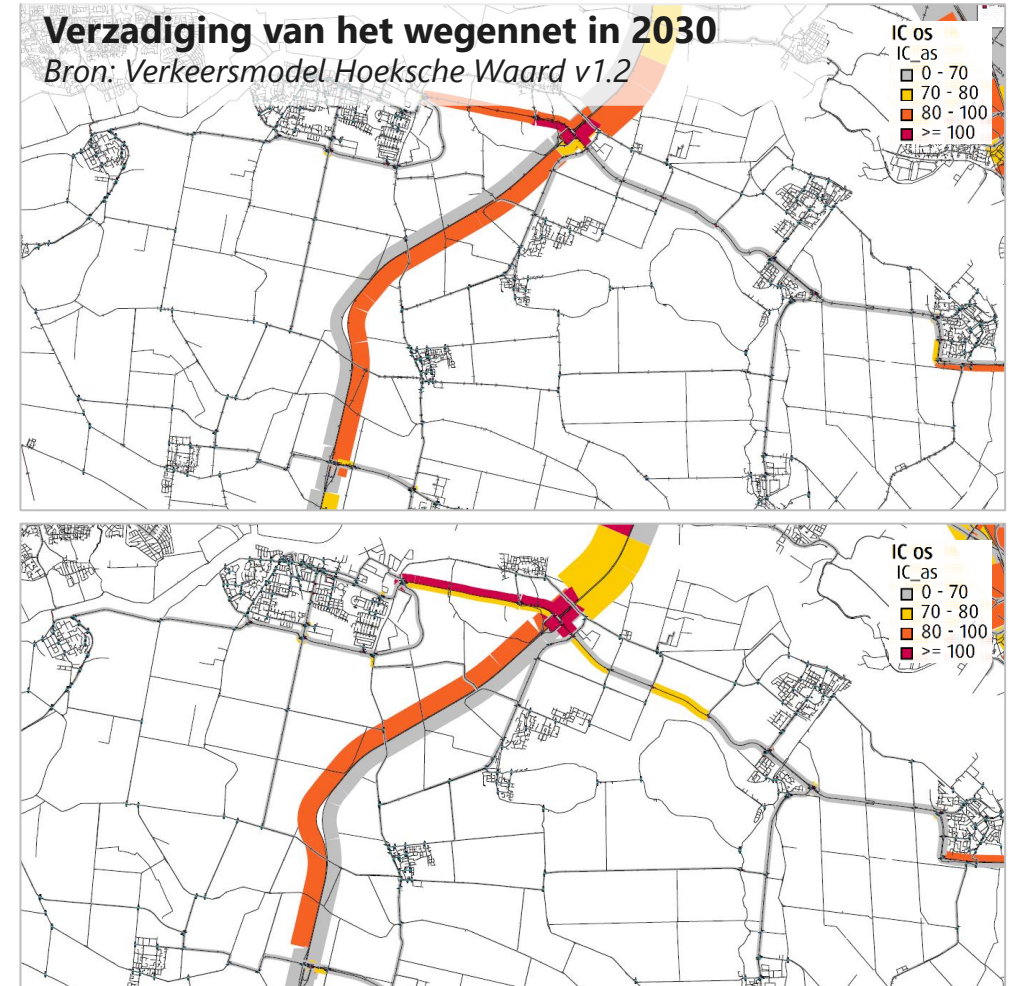 Verzadiging van het wegennet in 2030
Bron: Verkeersmodel Hoeksche Waard v1.2
IC os
IC_as
0 - 70
70 - 80
80 - 100
>= 100
IC os
IC_as
0 - 70
70 - 80
80 - 100
>= 100